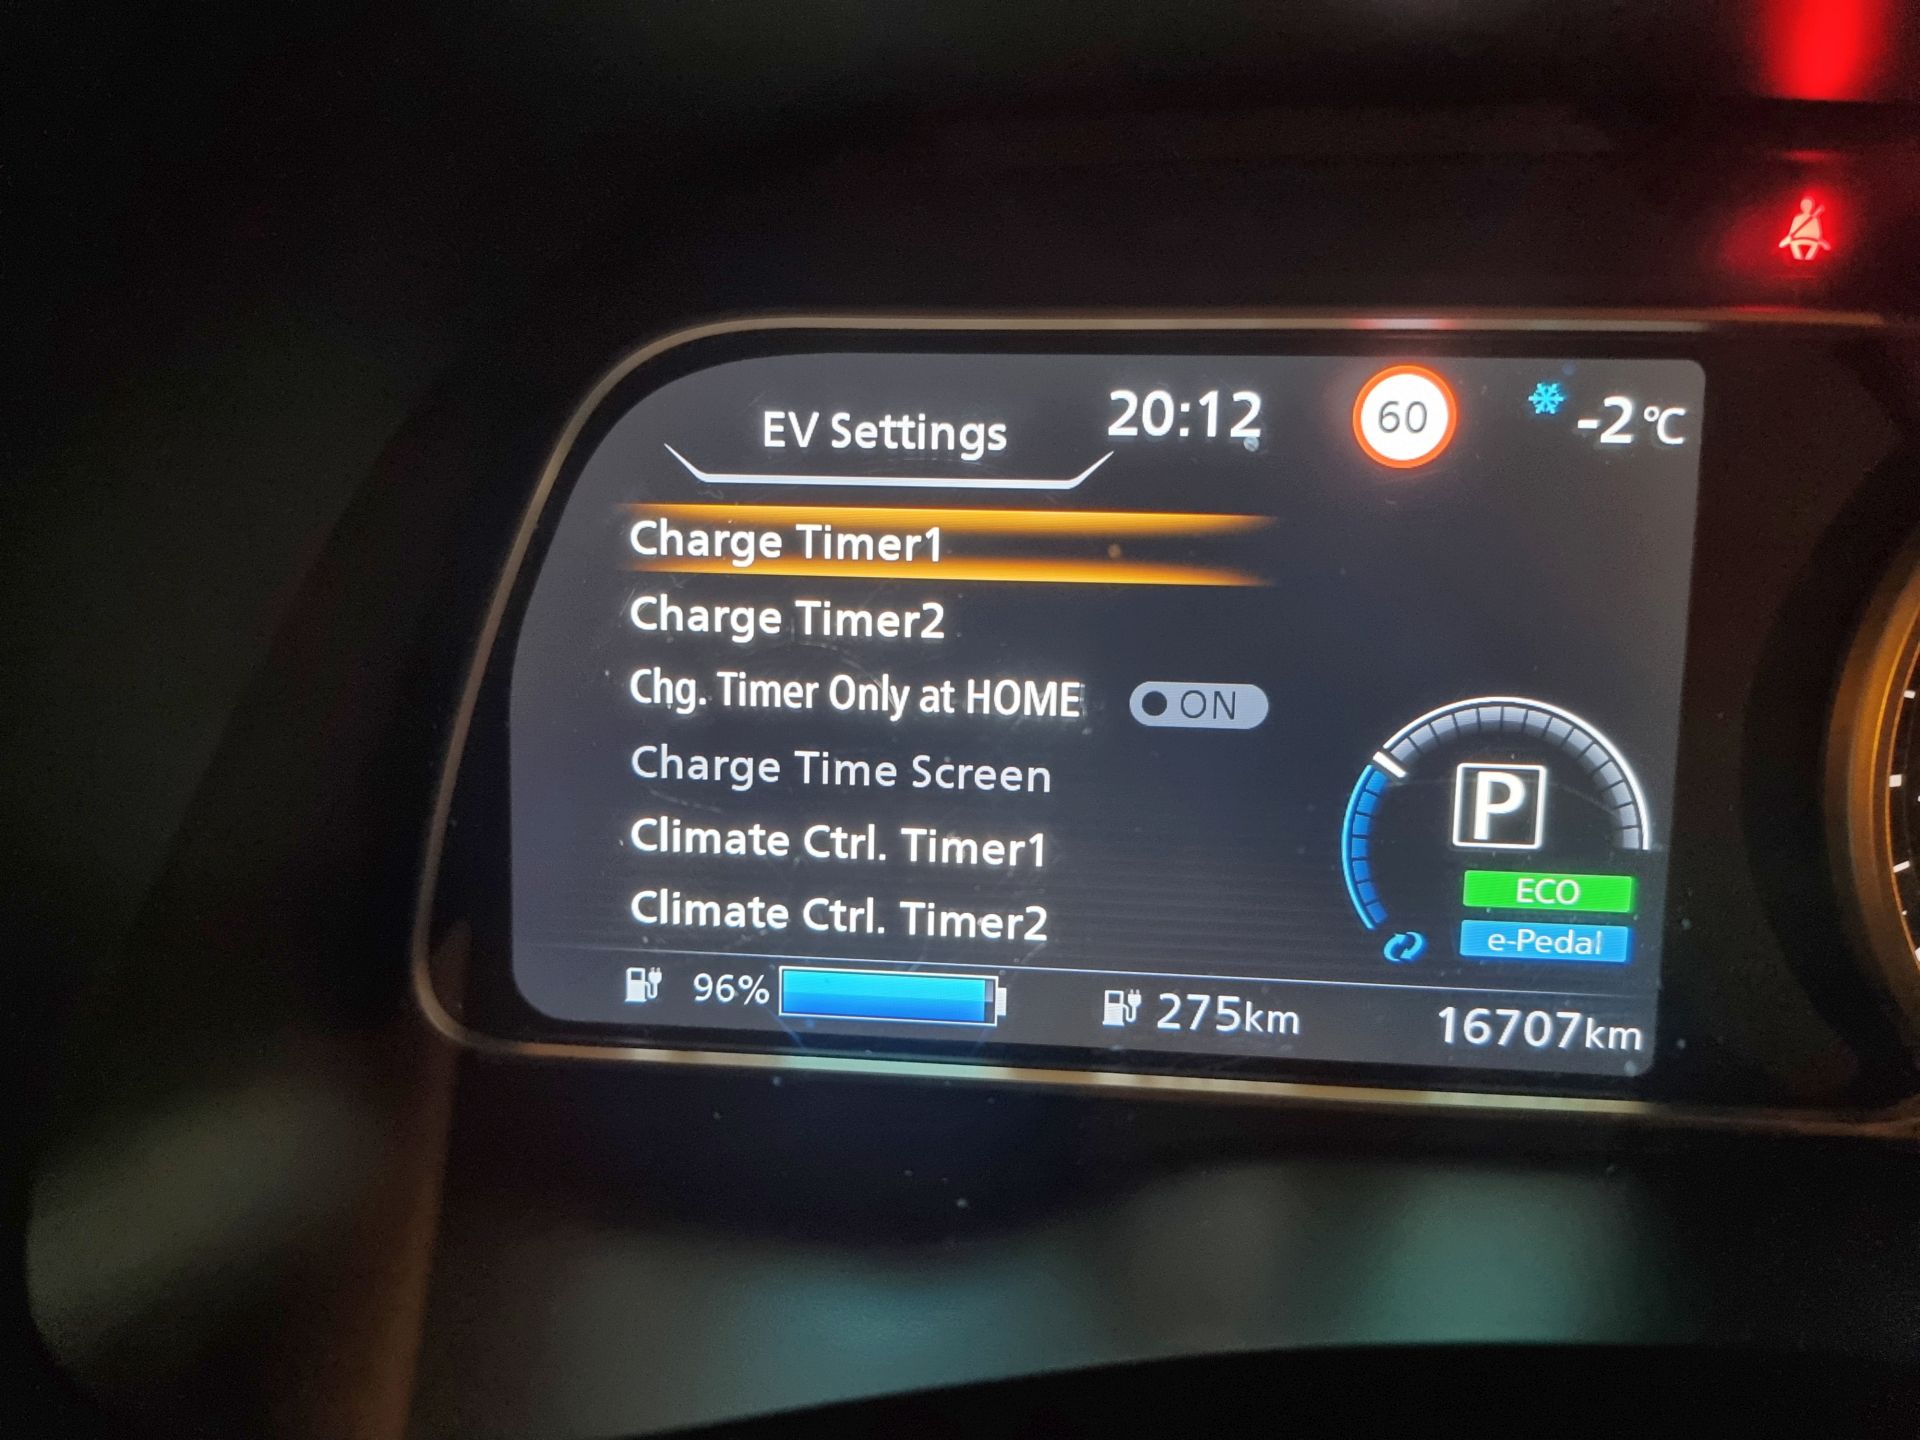 EV Settings
20:12
60
-2°C
Charge Timer1
Charge Timer2
Chg. Timer Only at HOME
ON
Charge Time Screen
Climate Ctrl. Timer1
Climate Ctrl. Timer2
P
ECO
e-Pedal
96%
275km
16707km